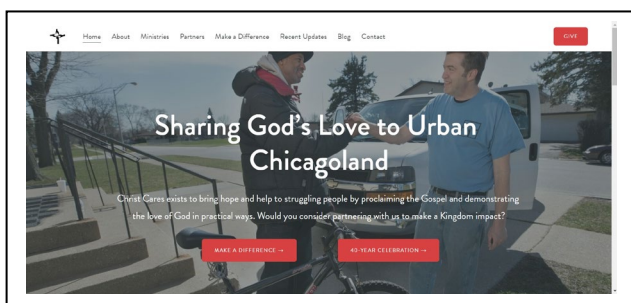 Home About Ministries Partners Make a Difference Recent Updates Blog Contact GIVE
Sharing God's Love to Urban
Chicagoland
Christ Cares exists to bring hope and help to struggling people by proclaiming the Gospel and demonstrating
the love of God in practical ways. Would you consider partnering with us to make a Kingdom impact?
MAKE A DIFFERENCE → 40-YEAR CELEBRATION →